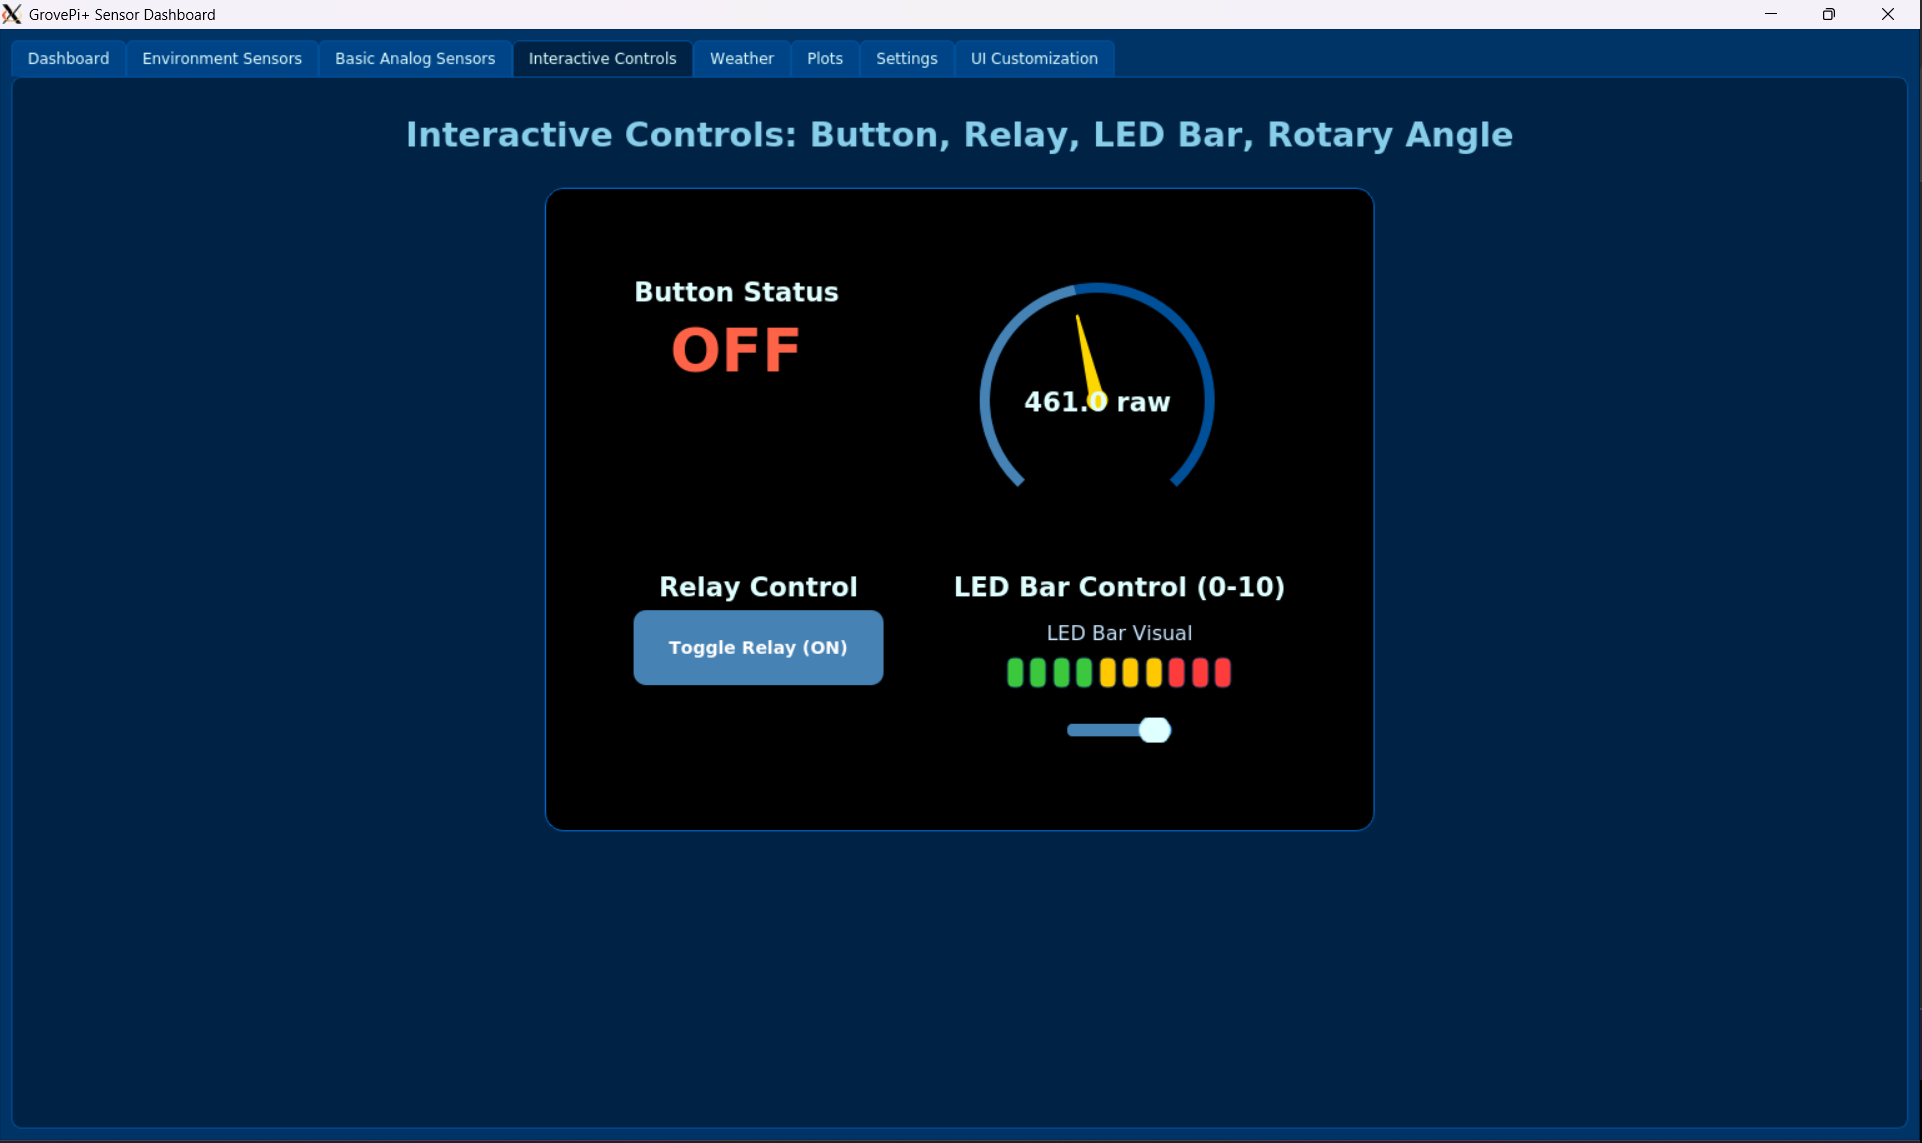 GrovePi+ Sensor Dashboard
Dashboard
Environment Sensors
Basic Analog Sensors
Interactive Controls
Weather
Plots
Settings
UI Customization
Interactive Controls: Button, Relay, LED Bar, Rotary Angle
Button Status
OFF
461.0 raw
Relay Control
Toggle Relay (ON)
LED Bar Control (0-10)
LED Bar Visual